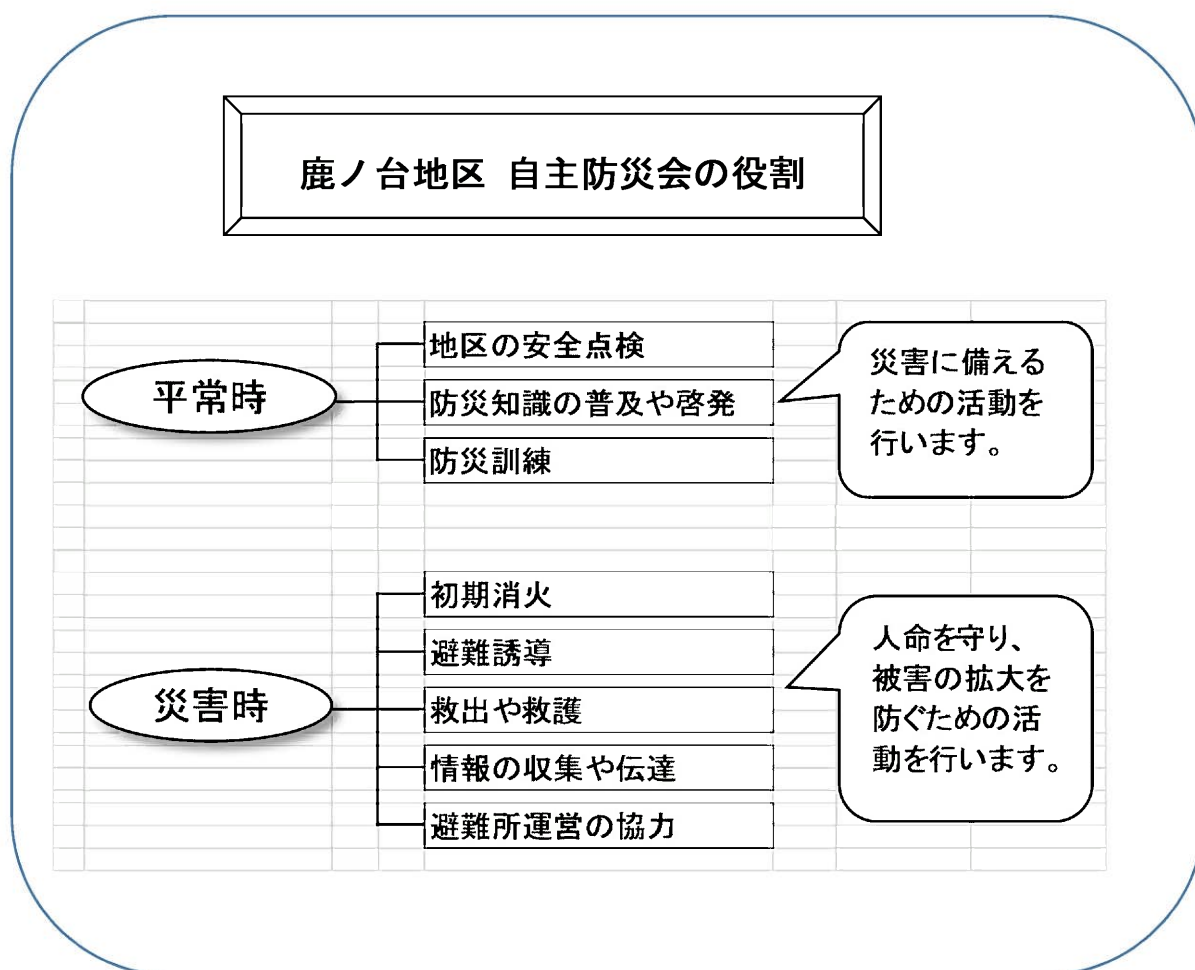 鹿ノ台地区 自主防災会の役割
平常時
地区の安全点検
防災知識の普及や啓発
防災訓練
災害に備える
ための活動を
行います。
災害時
初期消火
避難誘導
救出や救護
情報の収集や伝達
避難所運営の協力
人命を守り、
被害の拡大を
防ぐための活
動を行います。